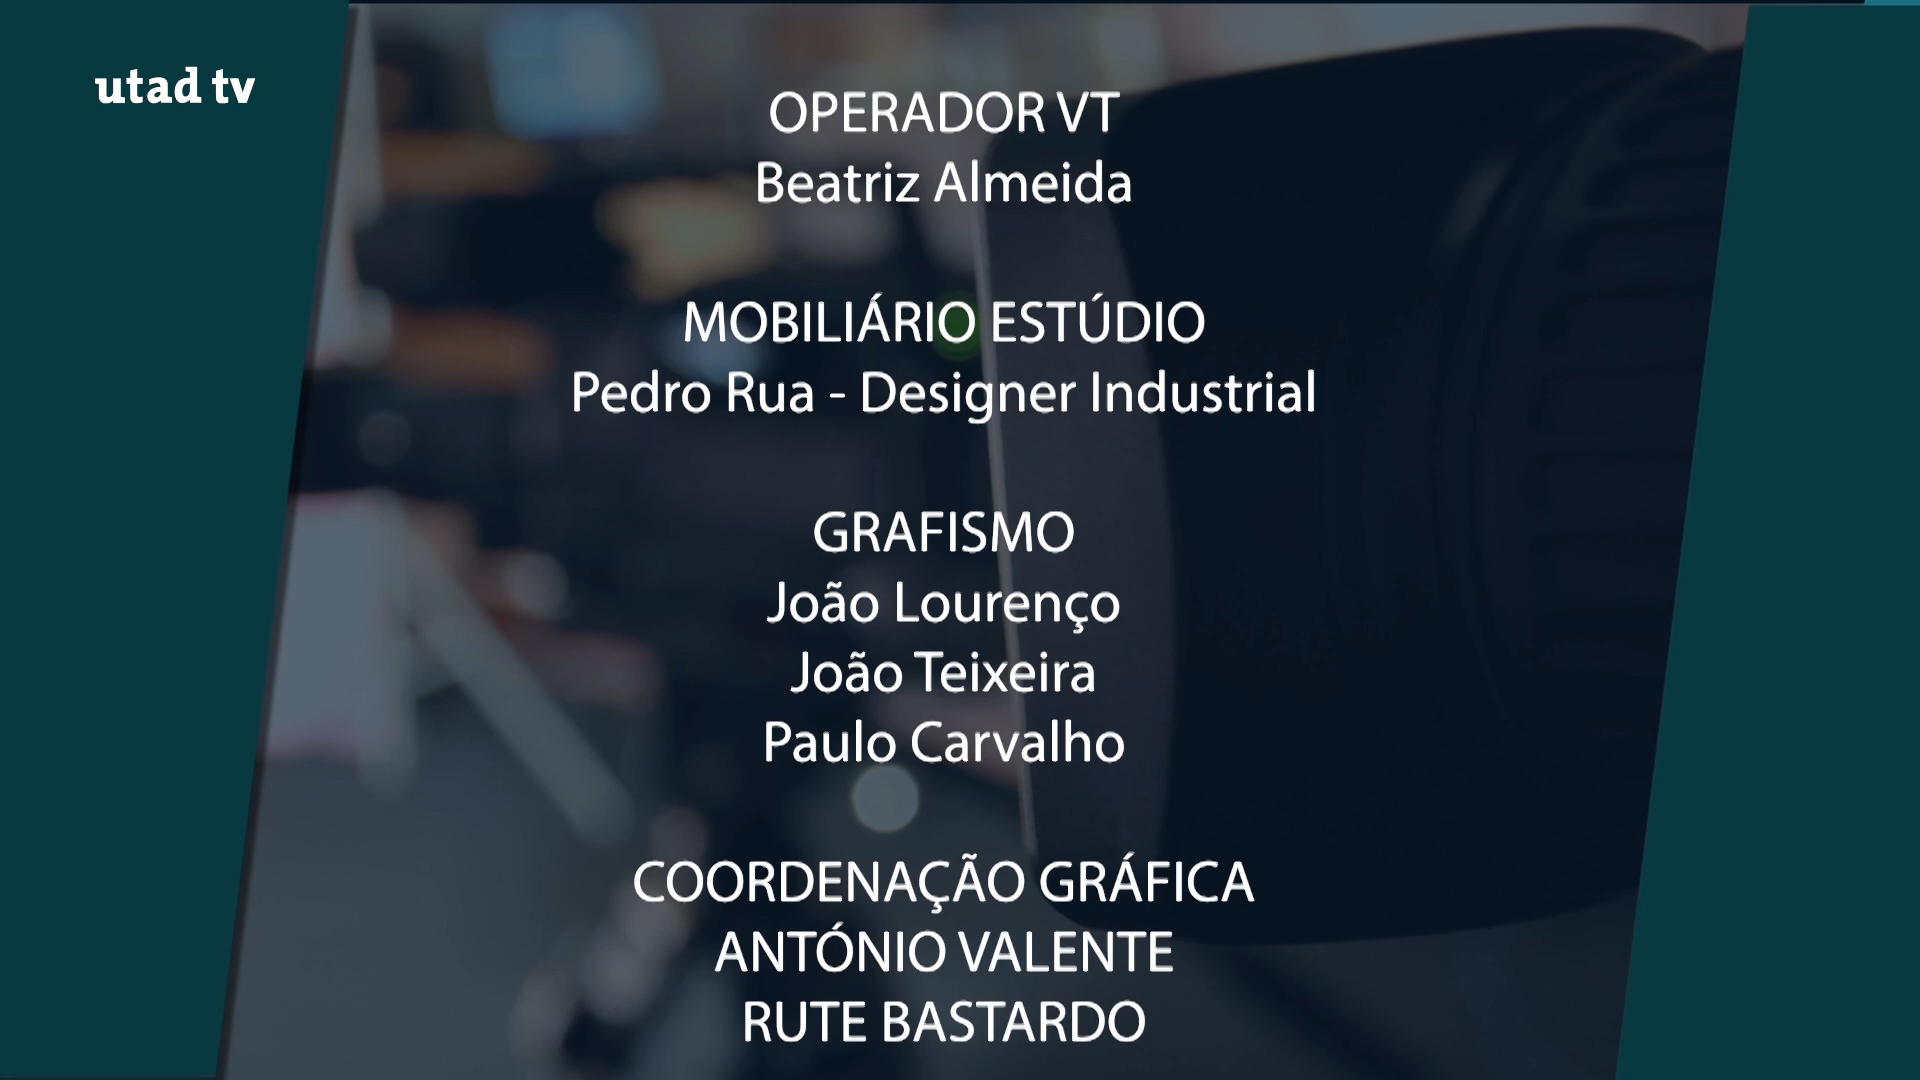 utad tv
OPERADOR VT
Beatriz Almeida
MOBILIÁRIO ESTÚDIO
Pedro Rua - Designer Industrial
GRAFISMO
João Lourenço
João Teixeira
Paulo Carvalho
COORDENAÇÃO GRÁFICA
ANTÓNIO VALENTE
RUTE BASTARDO